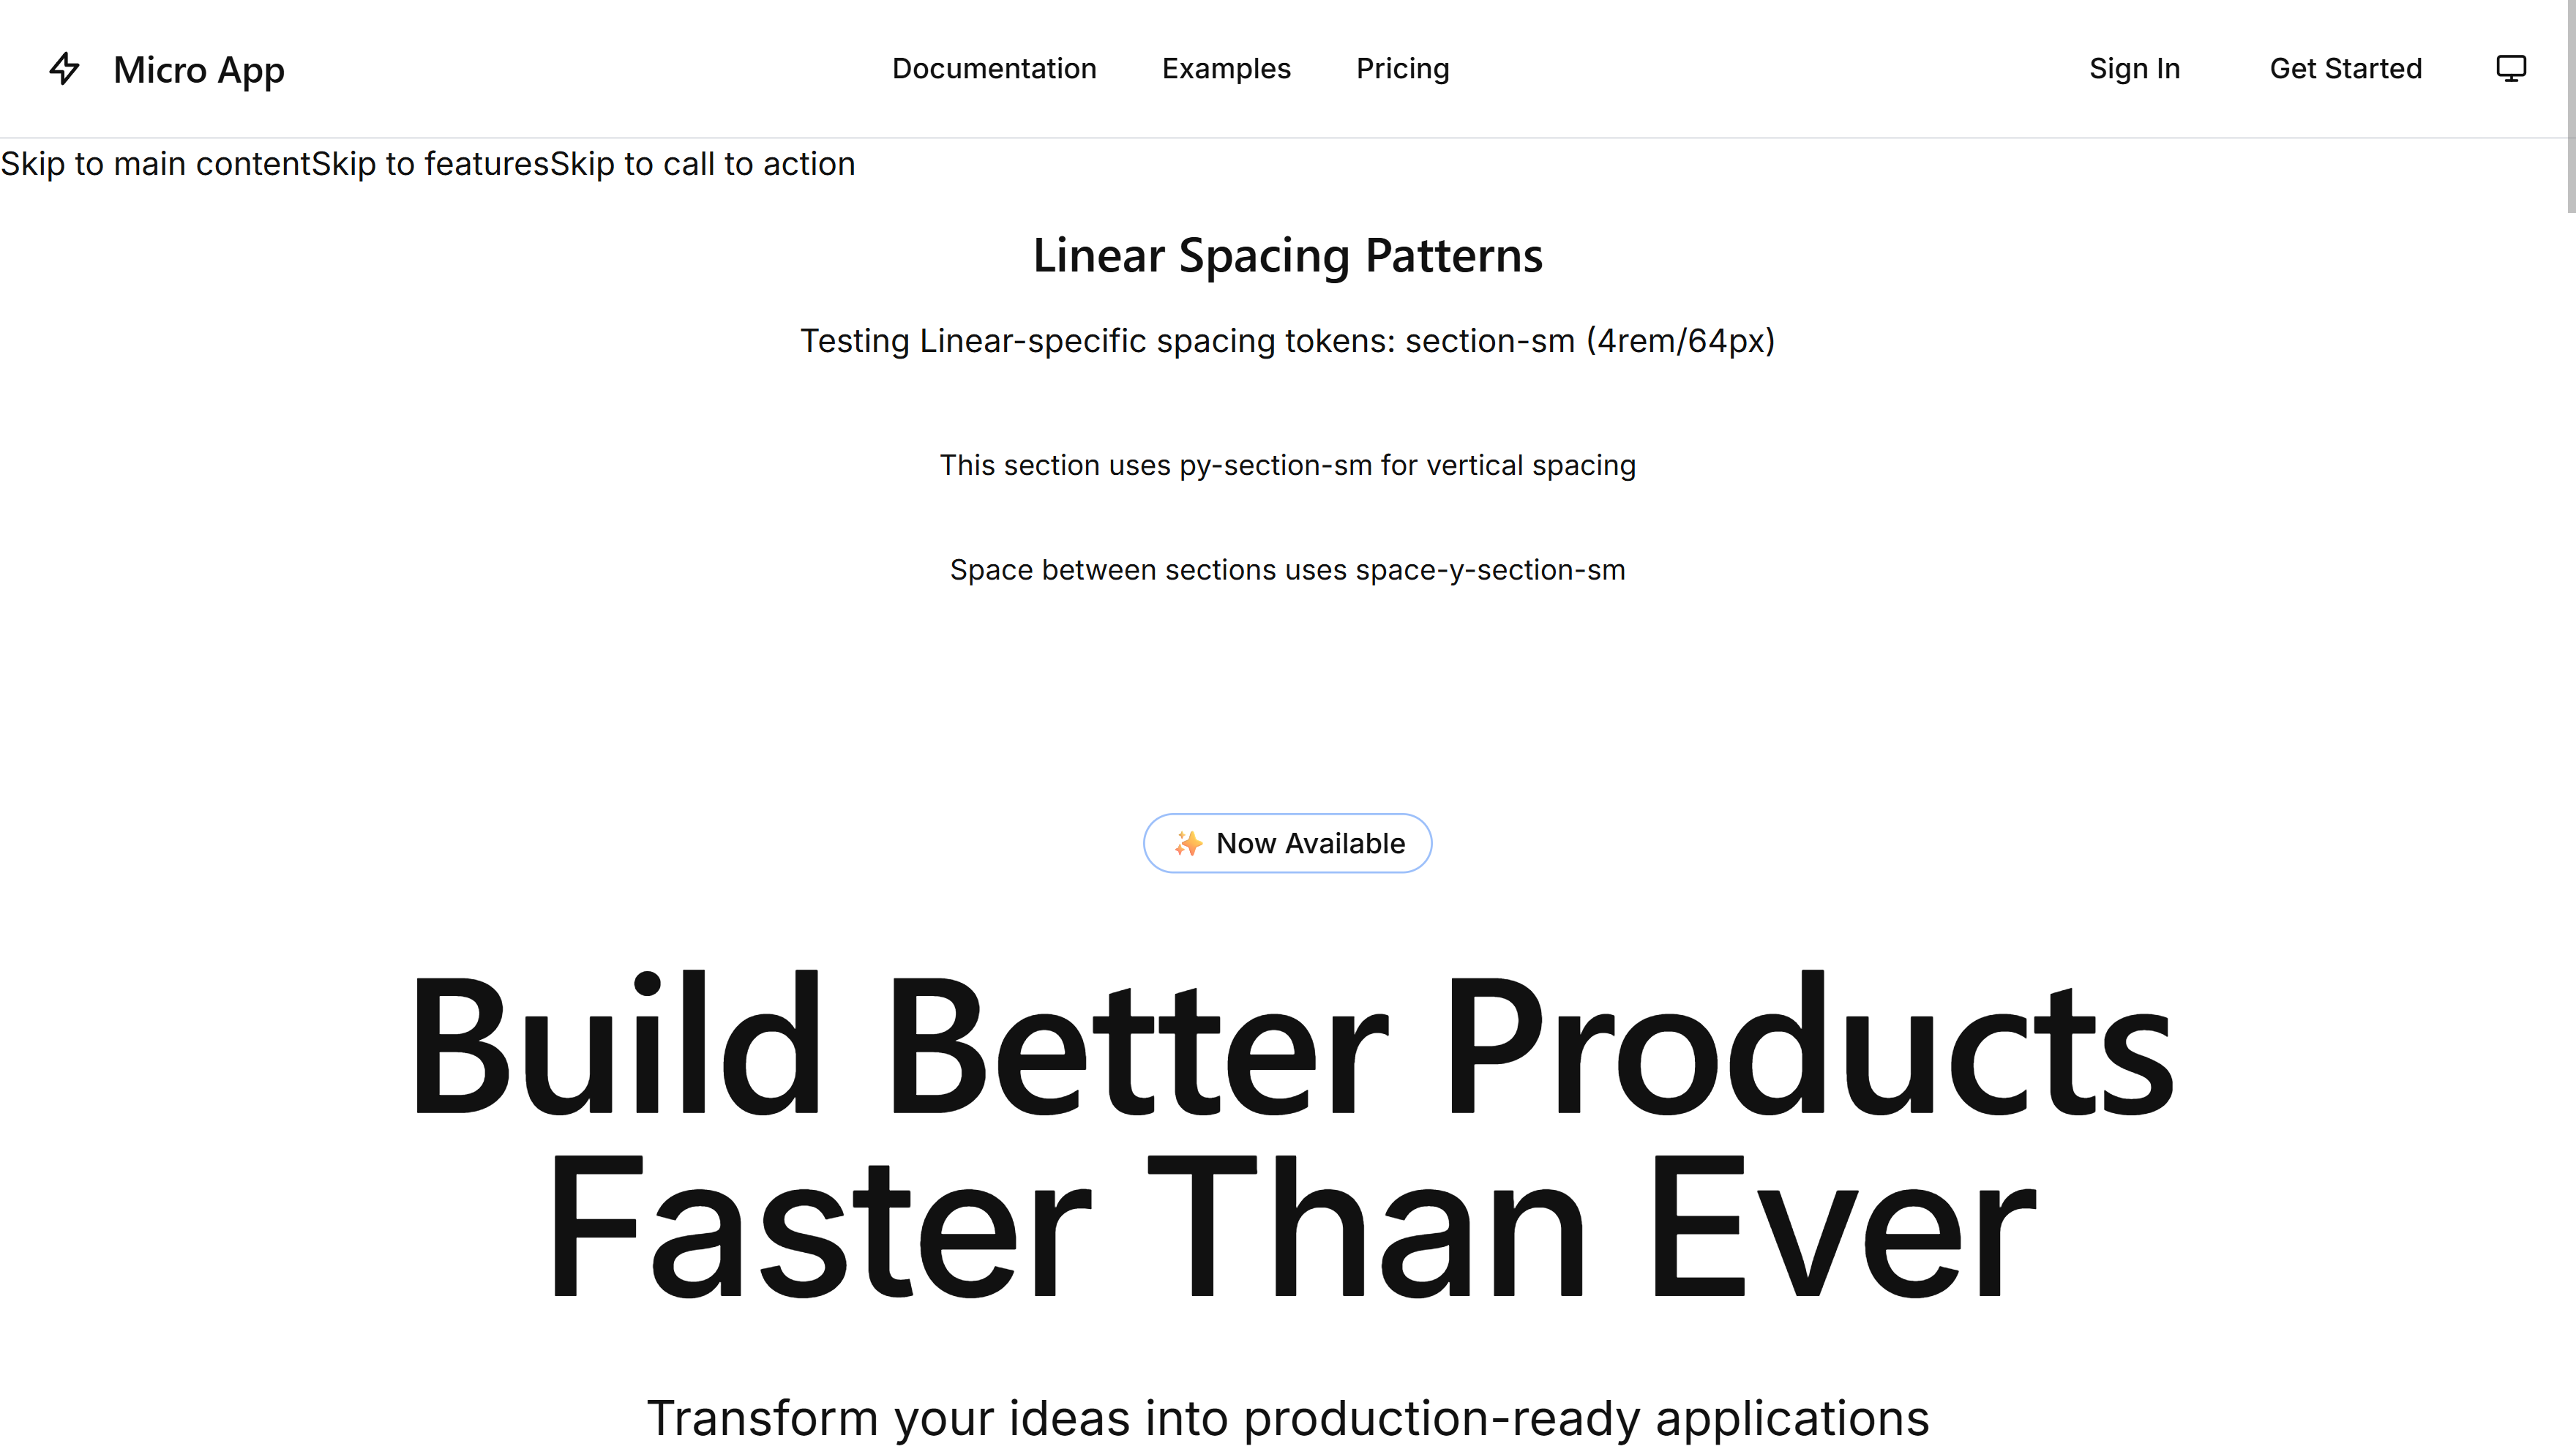 Micro App
Documentation Examples Pricing
Sign In Get Started
Skip to main contentSkip to featuresSkip to call to action
Linear Spacing Patterns
Testing Linear-specific spacing tokens: section-sm (4rem/64px)
This section uses py-section-sm for vertical spacing
Space between sections uses space-y-section-sm
✨ Now Available
Build Better Products
Faster Than Ever
Transform your ideas into production-ready applications